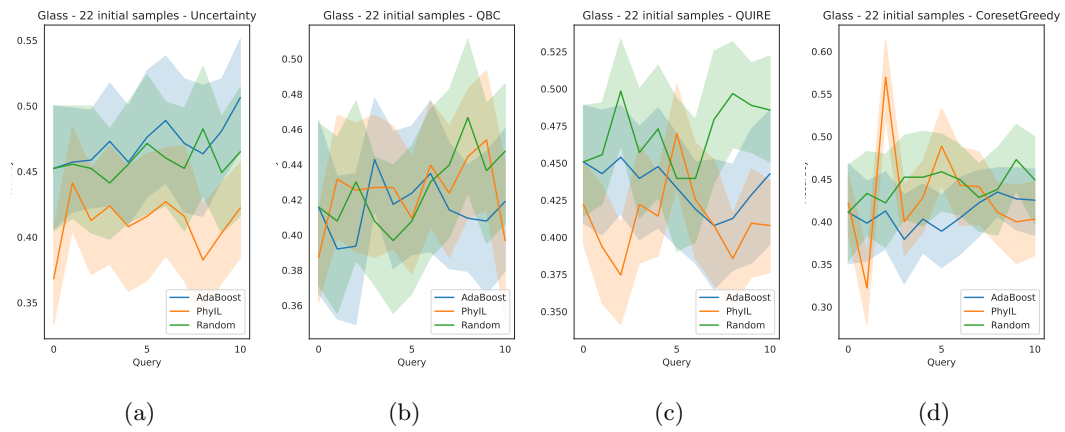 Glass - 22 initial samples - Uncertainty
0.55
0.50
0.45
0.40
0.35
0
5
10
Query
AdaBoost
PhyIL
Random
(a)
Glass - 22 initial samples - QBC
0.50
0.48
0.46
0.44
0.42
0.40
0.38
0.36
0
5
10
Query
AdaBoost
PhyIL
Random
(b)
Glass - 22 initial samples - QUIRE
0.525
0.500
0.475
0.450
0.425
0.400
0.375
0.350
0
5
10
Query
AdaBoost
PhyIL
Random
(c)
Glass - 22 initial samples - CoresetGreedy
0.60
0.55
0.50
0.45
0.40
0.35
0.30
0
5
10
Query
AdaBoost
PhyIL
Random
(d)